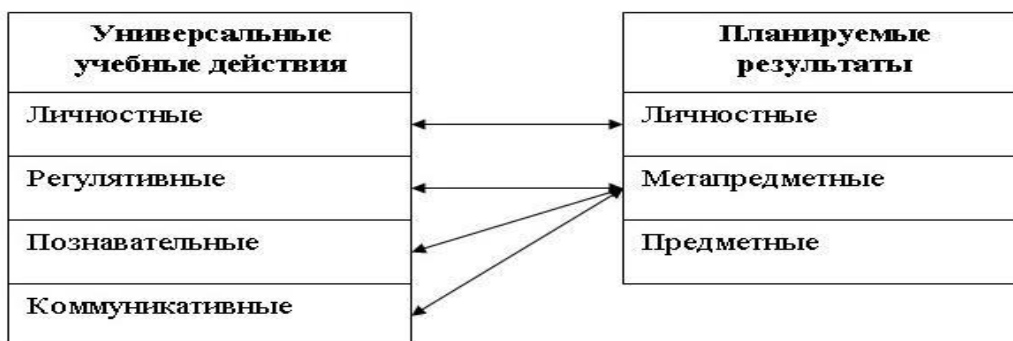 Универсальные
учебные действия
Личностные
Регулятивные
Познавательные
Коммуникативные
Планируемые
результаты
Личностные
Метапредметные
Предметные